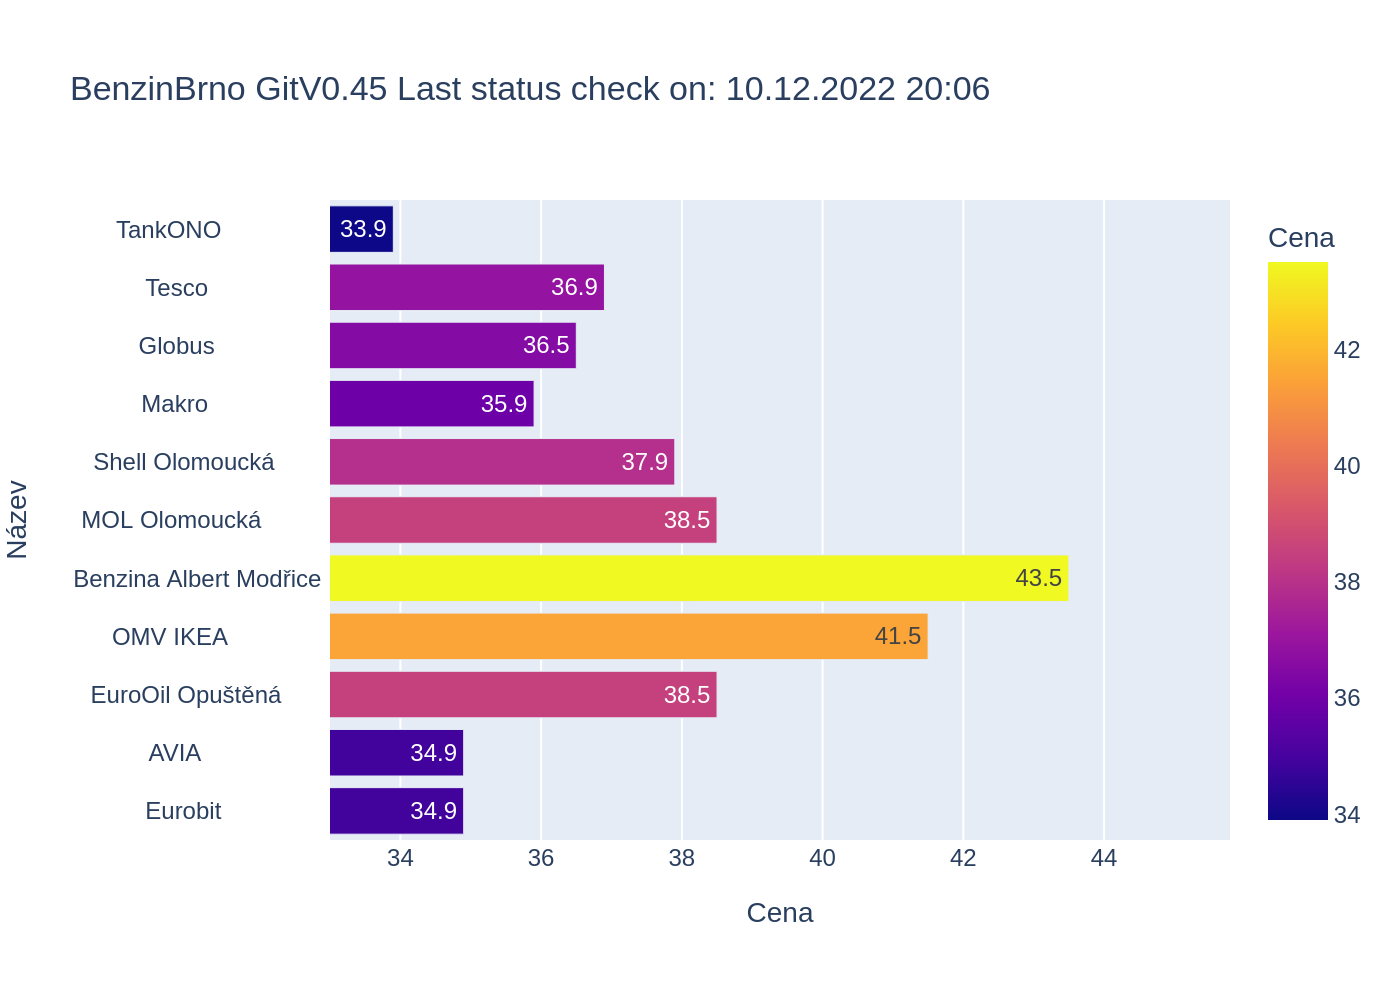 BenzinBrno GitV0.45 Last status check on: 10.12.2022 20:06
Název
TankONO 33.9
Tesco 36.9
Globus 36.5
Makro 35.9
Shell Olomoucká 37.9
MOL Olomoucká 38.5
Benzina Albert Modřice 43.5
OMV IKEA 41.5
EuroOil Opuštěná 38.5
AVIA 34.9
Eurobit 34.9
34 36 38 40 42 44
Cena
Cena
42
40
38
36
34